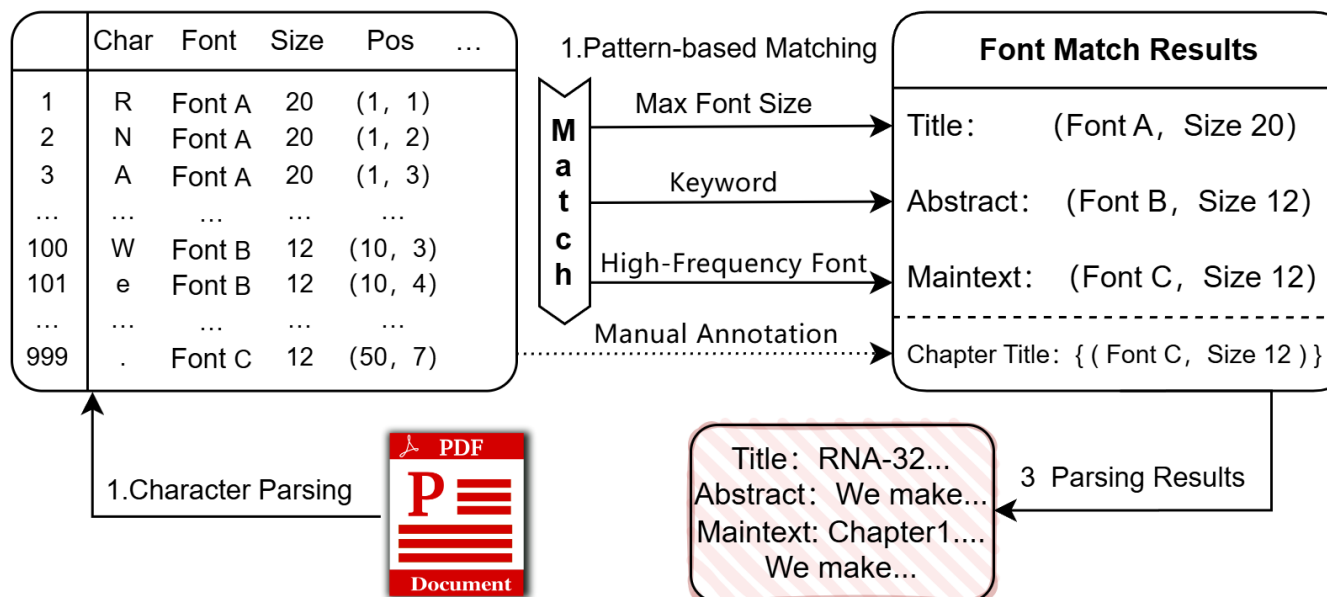 Char Font Size Pos ...
1 R Font A 20 (1, 1)
2 N Font A 20 (1, 2)
3 A Font A 20 (1, 3)
... ... ... ... ...
100 W Font B 12 (10, 3)
101 e Font B 12 (10, 4)
... ... ... ... ...
999 . Font C 12 (50, 7)
1.Pattern-based Matching
Match
Max Font Size
Keyword
High-Frequency Font
Manual Annotation
Font Match Results
Title: (Font A, Size 20)
Abstract: (Font B, Size 12)
Maintext: (Font C, Size 12)
Chapter Title: { ( Font C, Size 12 ) }
1.Character Parsing
PDF
P
Document
Title: RNA-32...
Abstract: We make...
Maintext: Chapter1....
We make...
3 Parsing Results